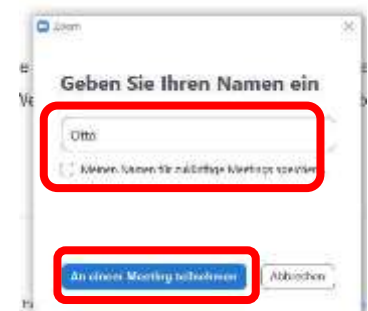 Zoom
Geben Sie Ihren Namen ein
Otto
Meinen Namen für zukünftige Meetings speichern
An einem Meeting teilnehmen
Abbrechen